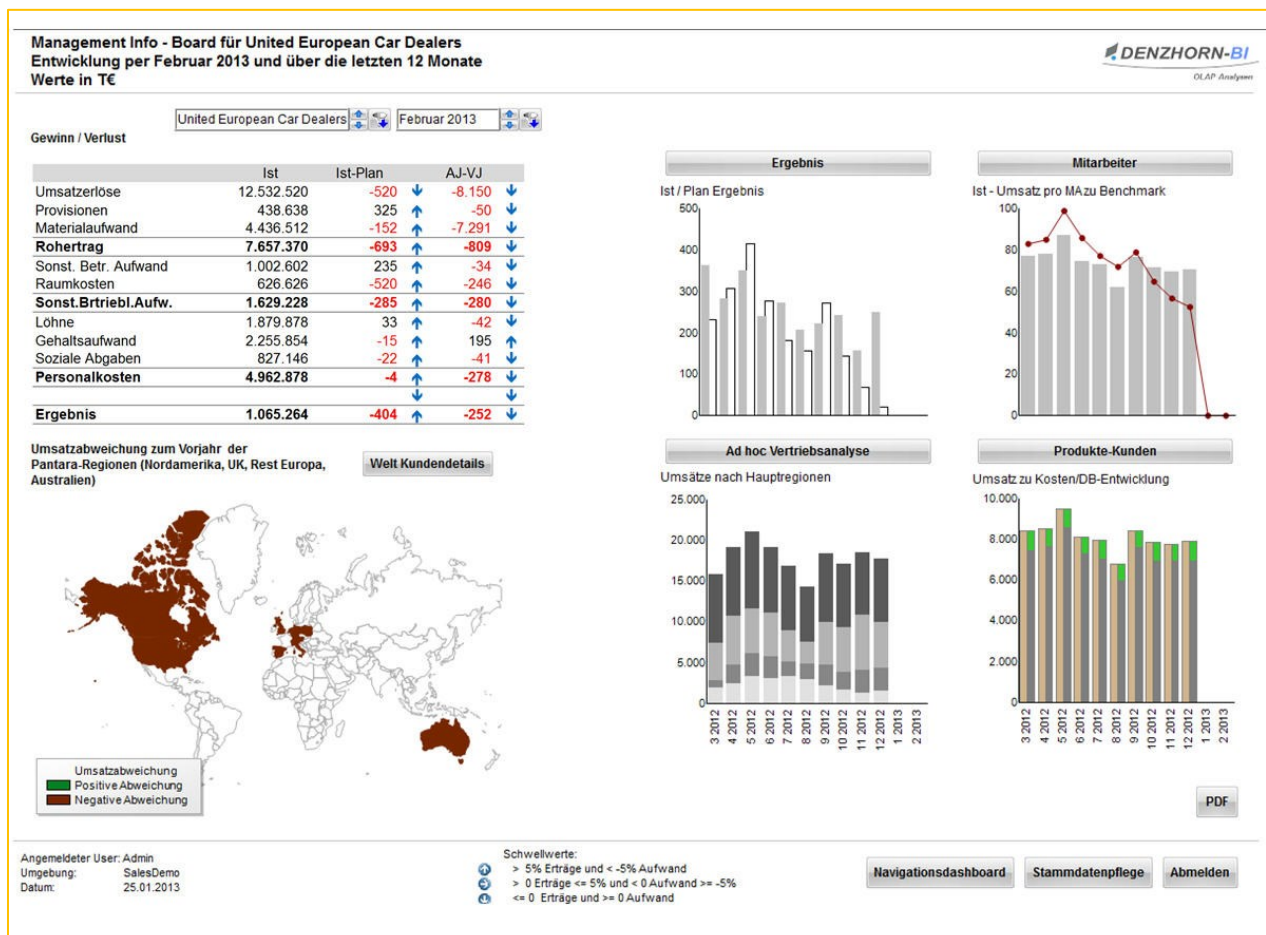 Management Info - Board für United European Car Dealers
Entwicklung per Februar 2013 und über die letzten 12 Monate
Werte in T€
DENZHORN-BI
OLAP Analysen
United European Car Dealers Februar 2013
Gewinn / Verlust
Ist Ist-Plan AJ-VJ
Umsatzerlöse 12.532.520 -520 -8.150
Provisionen 438.638 325 -50
Materialaufwand 4.436.512 -152 -7.291
Rohertrag 7.657.370 -693 -809
Sonst. Betr. Aufwand 1.002.602 235 -34
Raumkosten 626.626 -520 -246
Sonst.Brtriebl.Aufw. 1.629.228 -285 -280
Löhne 1.879.878 33 -42
Gehaltsaufwand 2.255.854 -15 195
Soziale Abgaben 827.146 -22 -41
Personalkosten 4.962.878 -4 -278
Ergebnis 1.065.264 -404 -252
Umsatzabweichung zum Vorjahr der
Pantara-Regionen (Nordamerika, UK, Rest Europa,
Australien)
Welt Kundendetails
Umsatzabweichung
Positive Abweichung
Negative Abweichung
Ergebnis
Ist / Plan Ergebnis
600
500
400
300
200
100
0
Mitarbeiter
Ist - Umsatz pro MA zu Benchmark
100
80
60
40
20
0
Ad hoc Vertriebsanalyse
Umsätze nach Hauptregionen
25.000
20.000
15.000
10.000
5.000
0
3 2012 4 2012 5 2012 6 2012 7 2012 8 2012 9 2012 10 2012 11 2012 12 2012 1 2013 2 2013
Produkte-Kunden
Umsatz zu Kosten/DB-Entwicklung
10.000
8.000
6.000
4.000
2.000
0
3 2012 4 2012 5 2012 6 2012 7 2012 8 2012 9 2012 10 2012 11 2012 12 2012 1 2013 2 2013
PDF
Angemeldeter User: Admin
Umgebung: SalesDemo
Datum: 25.01.2013
Schwellwerte:
> 5% Erträge und < -5% Aufwand
> 0 Erträge <= 5% und < 0 Aufwand >= -5%
<= 0 Erträge und >= 0 Aufwand
Navigationsdashboard Stammdatenpflege Abmelden